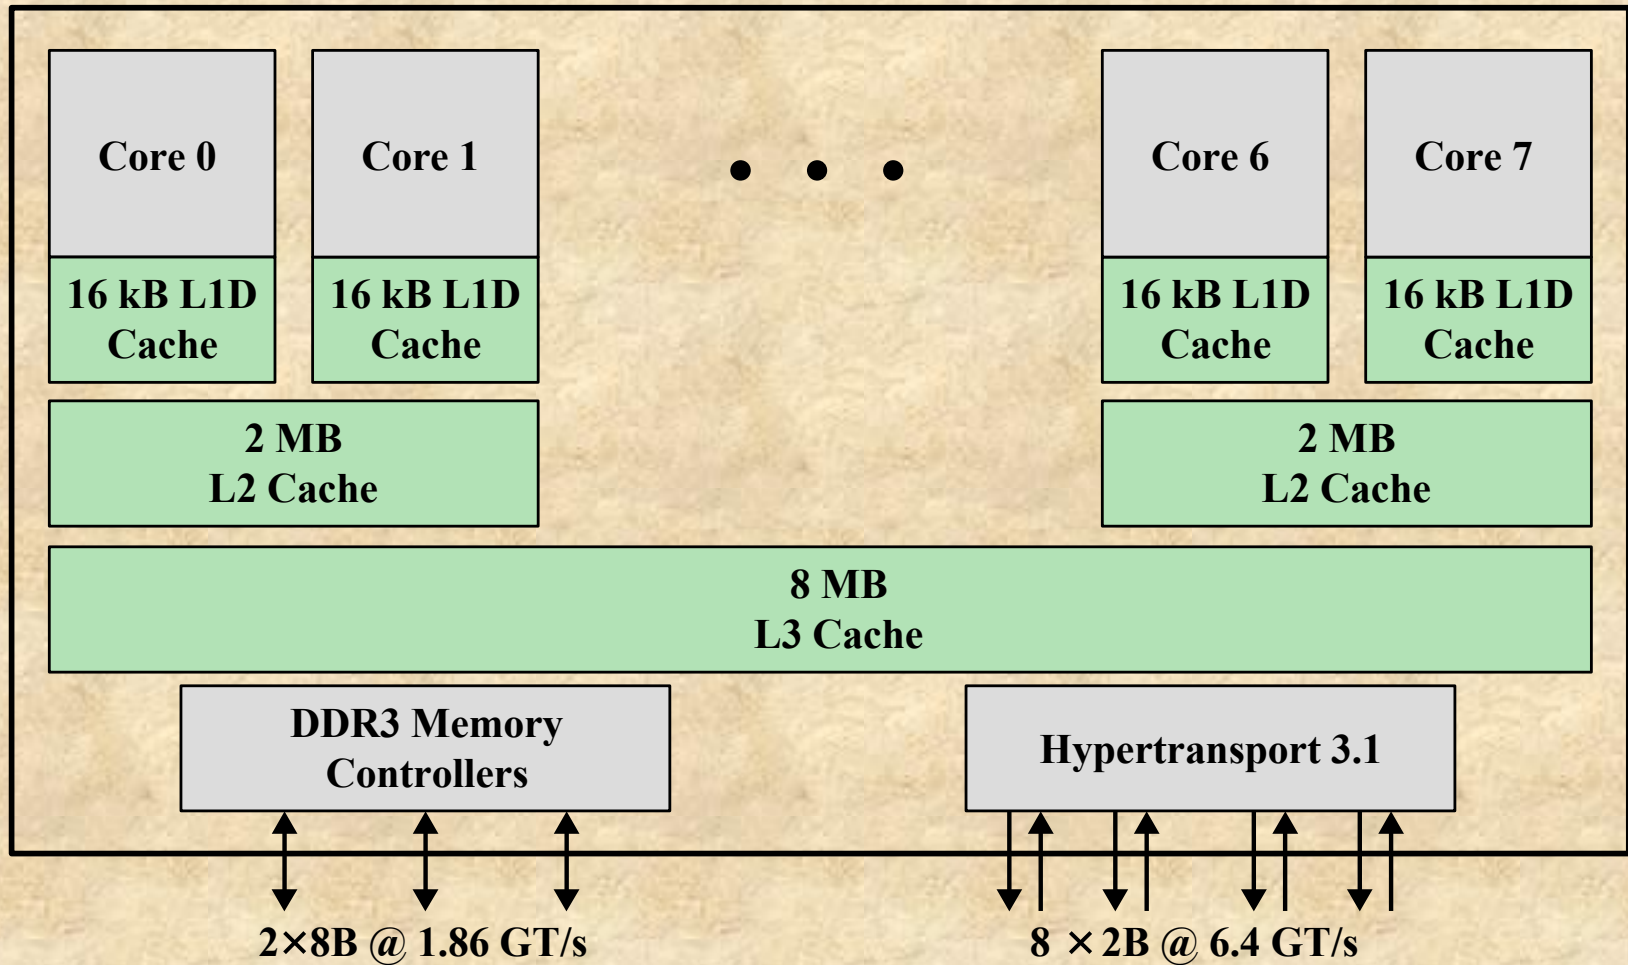 Core 0
Core 1
Core 6
Core 7
16 kB L1D
Cache
16 kB L1D
Cache
16 kB L1D
Cache
16 kB L1D
Cache
2 MB
L2 Cache
2 MB
L2 Cache
8 MB
L3 Cache
DDR3 Memory
Controllers
Hypertransport 3.1
2×8B @ 1.86 GT/s
8 × 2B @ 6.4 GT/s